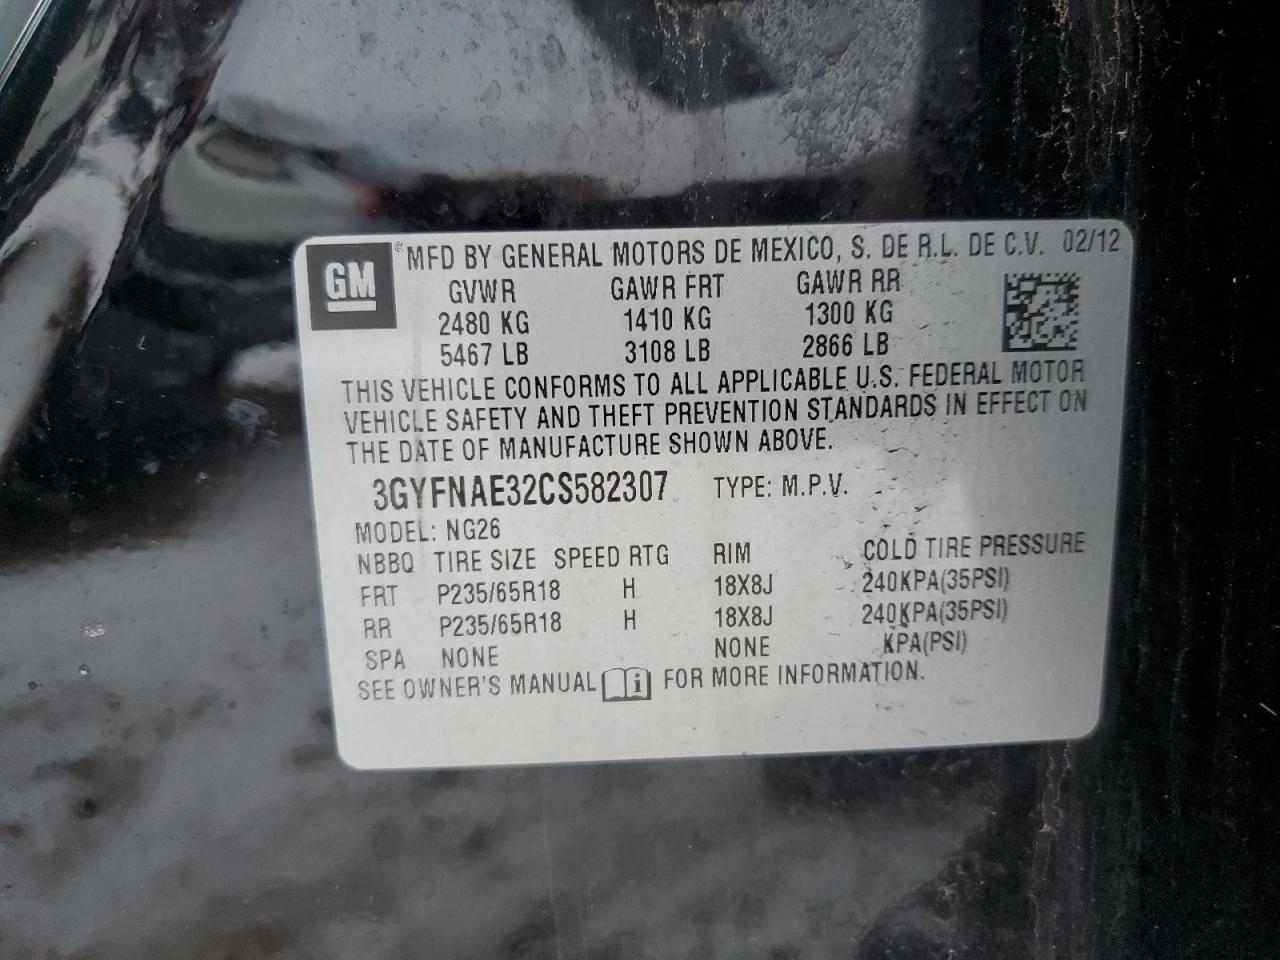 GM ® MFD BY GENERAL MOTORS DE MEXICO, S. DE R.L. DE C.V. 02/12
GVWR GAWR FRT GAWR RR
2480 KG 1410 KG 1300 KG
5467 LB 3108 LB 2866 LB
THIS VEHICLE CONFORMS TO ALL APPLICABLE U.S. FEDERAL MOTOR
VEHICLE SAFETY AND THEFT PREVENTION STANDARDS IN EFFECT ON
THE DATE OF MANUFACTURE SHOWN ABOVE.
3GYFNAE32CS582307 TYPE: M.P.V.
MODEL: NG26
NBBQ TIRE SIZE SPEED RTG RIM COLD TIRE PRESSURE
FRT P235/65R18 H 18X8J 240KPA(35PSI)
RR P235/65R18 H 18X8J 240KPA(35PSI)
SPA NONE NONE KPA(PSI)
SEE OWNER'S MANUAL i FOR MORE INFORMATION.